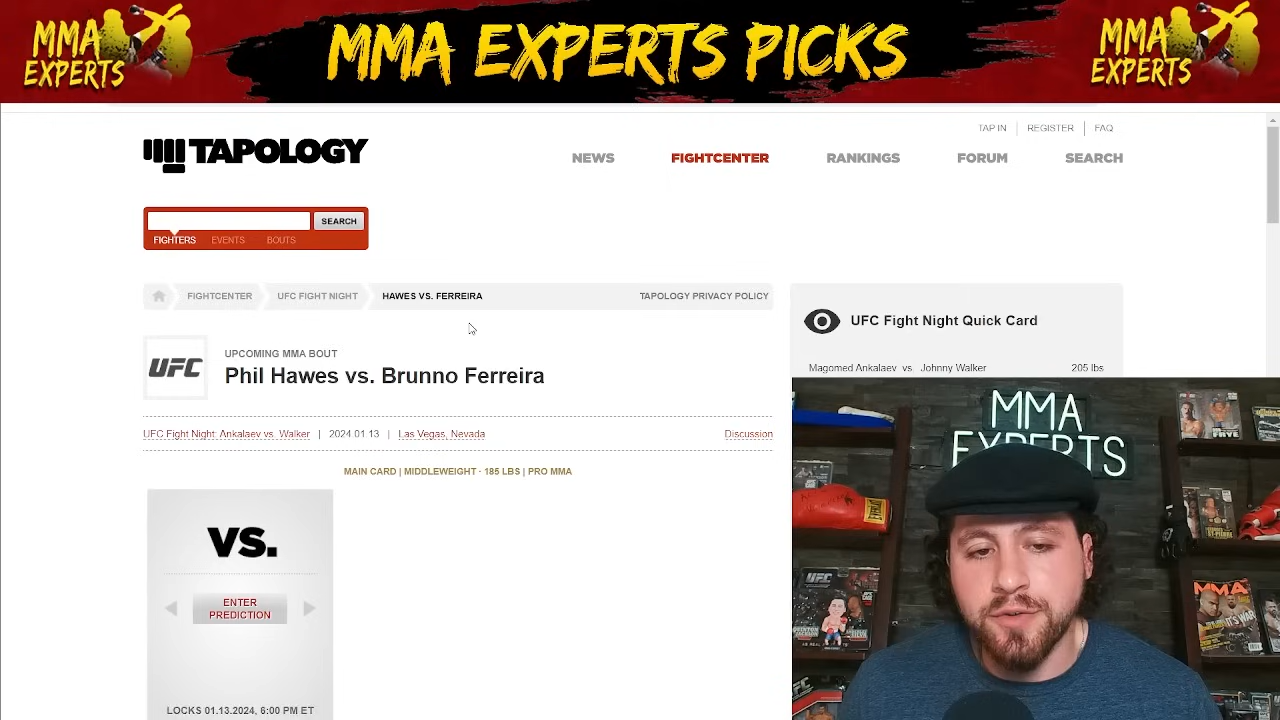 MMA EXPERTS
MMA EXPERTS PICKS
MMA EXPERTS
TAP IN
REGISTER
FAQ
TAPOLOGY
NEWS
FIGHTCENTER
RANKINGS
FORUM
SEARCH
SEARCH
FIGHTERS
EVENTS
BOUTS
FIGHTCENTER
UFC FIGHT NIGHT
HAWES VS. FERREIRA
TAPOLOGY PRIVACY POLICY
UFC Fight Night Quick Card
Magomed Ankalaev vs. Johnny Walker 205 lbs
UFC
UPCOMING MMA BOUT
Phil Hawes vs. Brunno Ferreira
UFC Fight Night: Ankalaev vs. Walker | 2024.01.13 | Las Vegas, Nevada
Discussion
MAIN CARD | MIDDLEWEIGHT · 185 LBS | PRO MMA
VS.
ENTER
PREDICTION
LOCKS 01.13.2024, 6:00 PM ET
MMA
EXPERTS
UFC
MMA
IT'S WAR